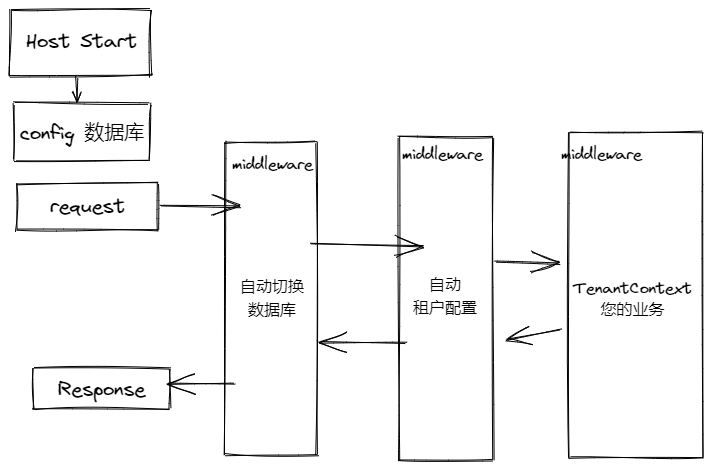 Host Start
config 数据库
request
middleware
自动切换
数据库
middleware
自动
租户配置
middleware
TenantContext
您的业务
Response